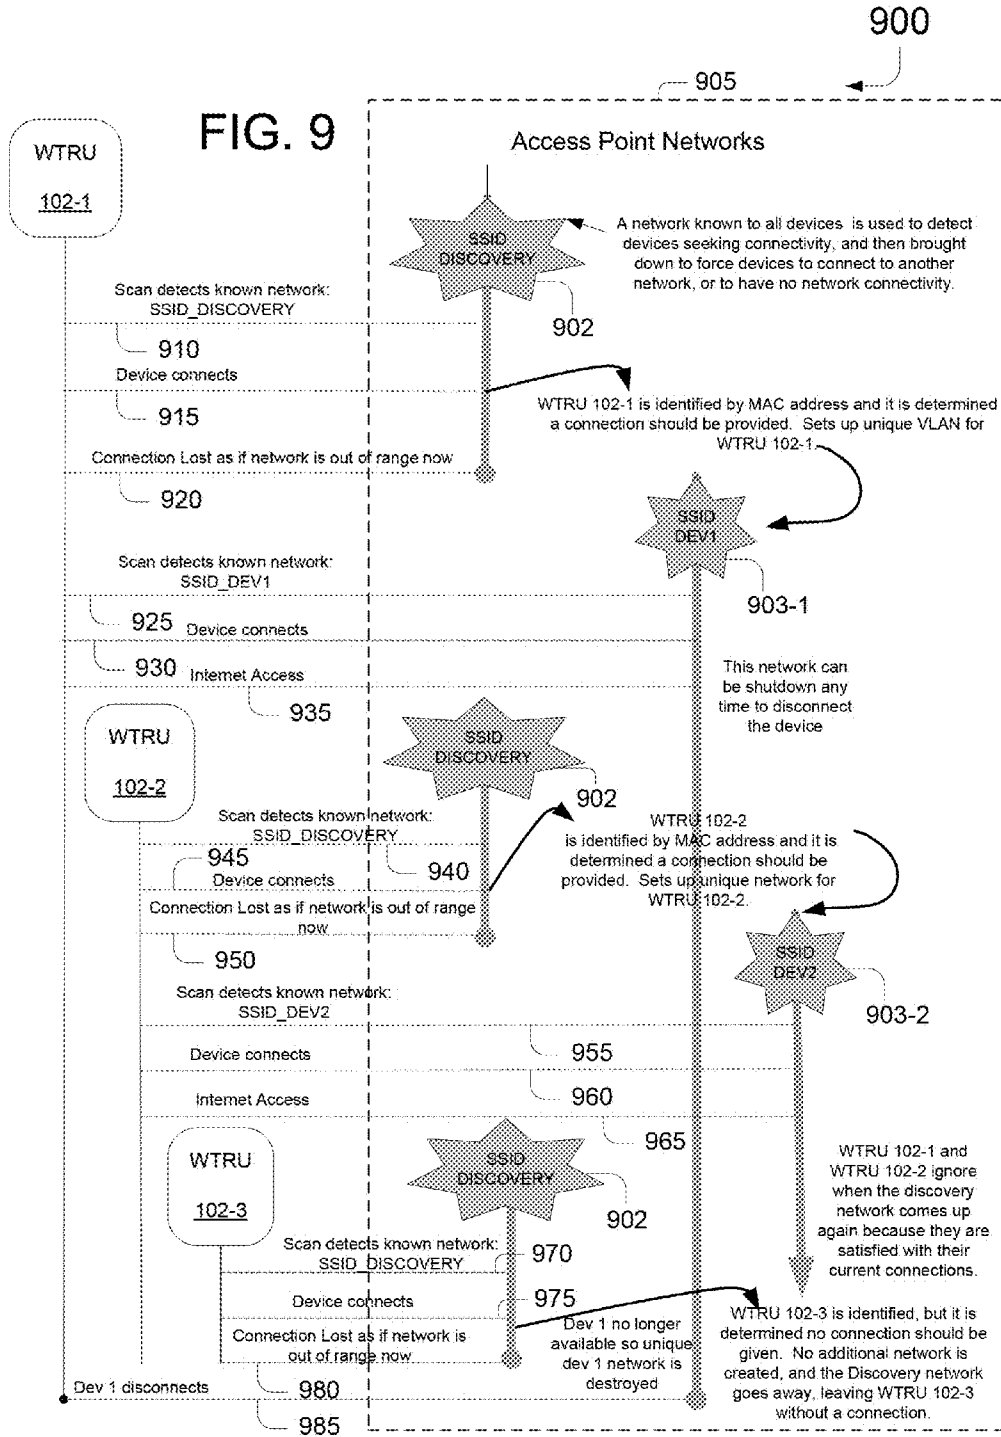 900
905
FIG. 9
Access Point Networks
WTRU
102-1
SSID
DISCOVERY
A network known to all devices is used to detect
devices seeking connectivity, and then brought
down to force devices to connect to another
network, or to have no network connectivity.
902
Scan detects known network:
SSID_DISCOVERY
910
Device connects
915
WTRU 102-1 is identified by MAC address and it is determined
a connection should be provided. Sets up unique VLAN for
WTRU 102-1.
Connection Lost as if network is out of range now
920
SSID
DEV1
903-1
Scan detects known network:
SSID_DEV1
925
Device connects
930
Internet Access
935
This network can
be shutdown any
time to disconnect
the device
WTRU
102-2
SSID
DISCOVERY
902
Scan detects known network:
SSID_DISCOVERY
940
945
Device connects
WTRU 102-2
is identified by MAC address and it is
determined a connection should be
provided. Sets up unique network for
WTRU 102-2.
Connection Lost as if network is out of range
now
950
SSID
DEV2
903-2
Scan detects known network:
SSID_DEV2
955
Device connects
960
Internet Access
965
WTRU
102-3
SSID
DISCOVERY
902
WTRU 102-1 and
WTRU 102-2 ignore
when the discovery
network comes up
again because they are
satisfied with their
current connections.
Scan detects known network:
SSID_DISCOVERY
970
975
Device connects
Connection Lost as if network is
out of range now
980
Dev 1 no longer
available so unique
dev 1 network is
destroyed
WTRU 102-3 is identified, but it is
determined no connection should be
given. No additional network is
created, and the Discovery network
goes away, leaving WTRU 102-3
without a connection.
Dev 1 disconnects
985